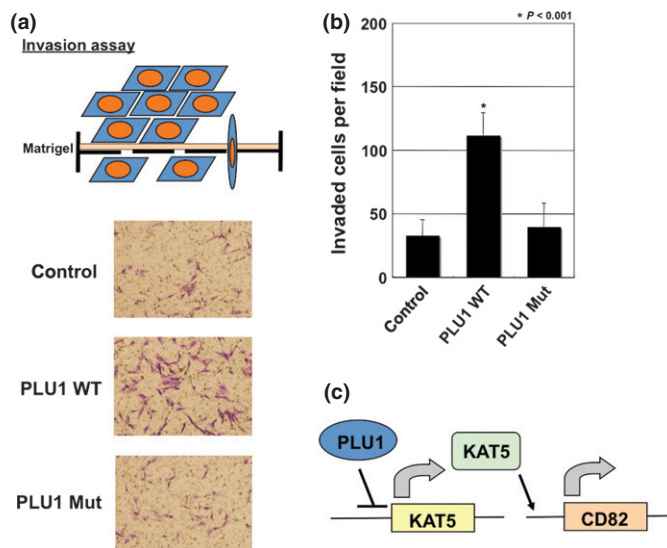 (a)
Invasion assay
Matrigel
Control
PLU1 WT
PLU1 Mut
(b)
* P < 0.001
Invaded cells per field
200
150
100
50
0
*
Control
PLU1 WT
PLU1 Mut
(c)
PLU1
KAT5
KAT5
CD82